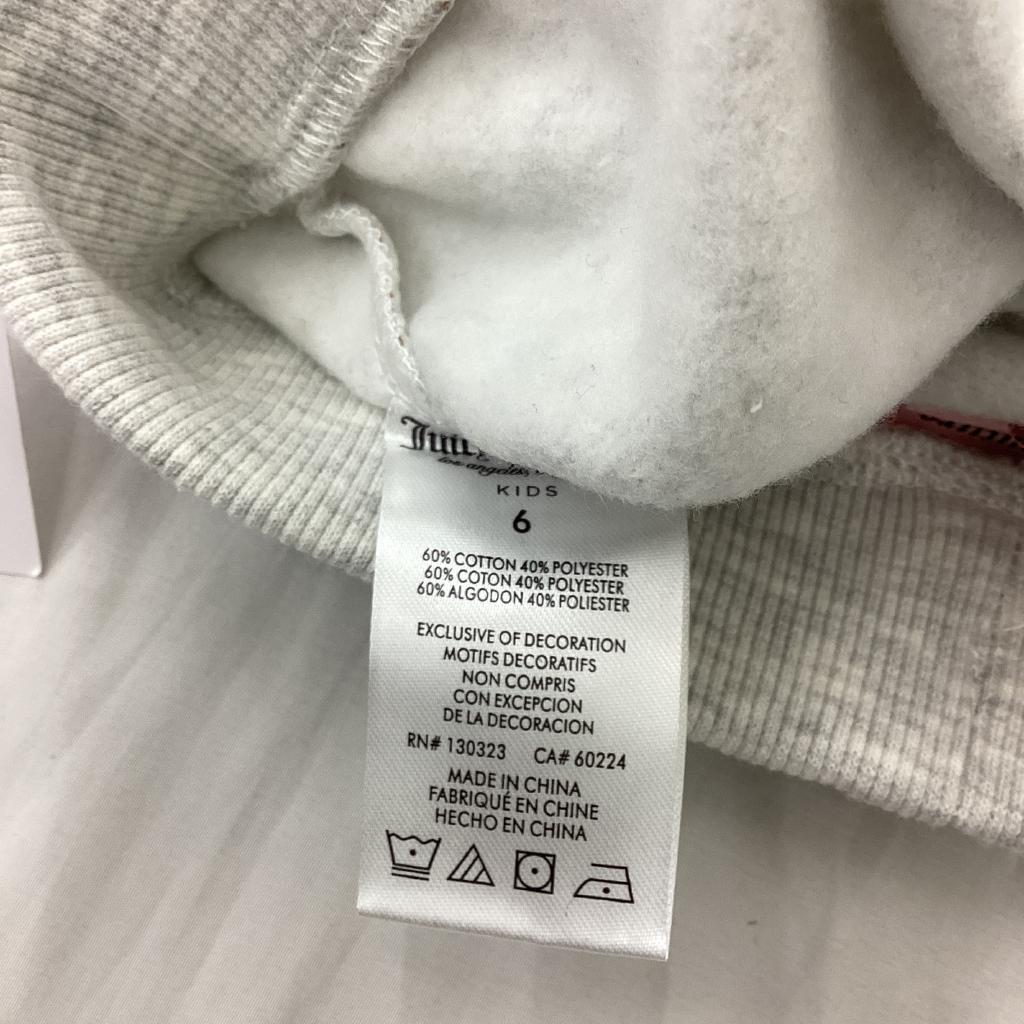 los angeles,
KIDS
6
60% COTTON 40% POLYESTER
60% COTON 40% POLYESTER
60% ALGODON 40% POLIESTER
EXCLUSIVE OF DECORATION
MOTIFS DECORATIFS
NON COMPRIS
CON EXCEPCION
DE LA DECORACION
RN# 130323 CA# 60224
MADE IN CHINA
FABRIQUÉ EN CHINE
HECHO EN CHINA